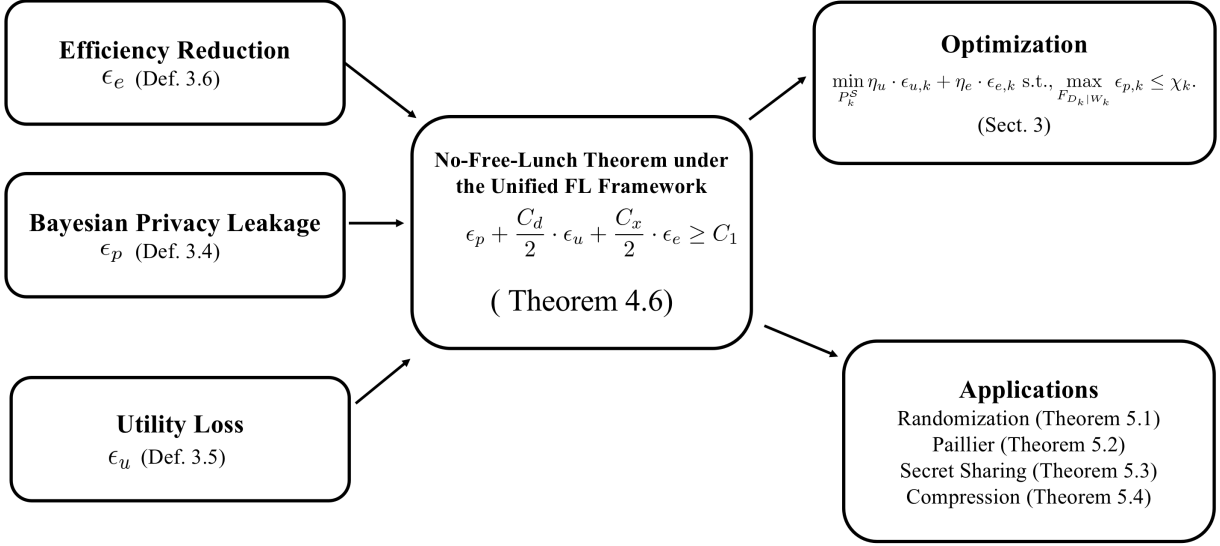 Efficiency Reduction
ϵ_e (Def. 3.6)
Bayesian Privacy Leakage
ϵ_p (Def. 3.4)
Utility Loss
ϵ_u (Def. 3.5)
No-Free-Lunch Theorem under
the Unified FL Framework
ϵ_p + C_d/2 · ϵ_u + C_x/2 · ϵ_e ≥ C_1
( Theorem 4.6)
Optimization
min_{P_k^S} η_u · ϵ_{u,k} + η_e · ϵ_{e,k} s.t., max_{F_{D_k|W_k}} ϵ_{p,k} ≤ χ_k.
(Sect. 3)
Applications
Randomization (Theorem 5.1)
Paillier (Theorem 5.2)
Secret Sharing (Theorem 5.3)
Compression (Theorem 5.4)